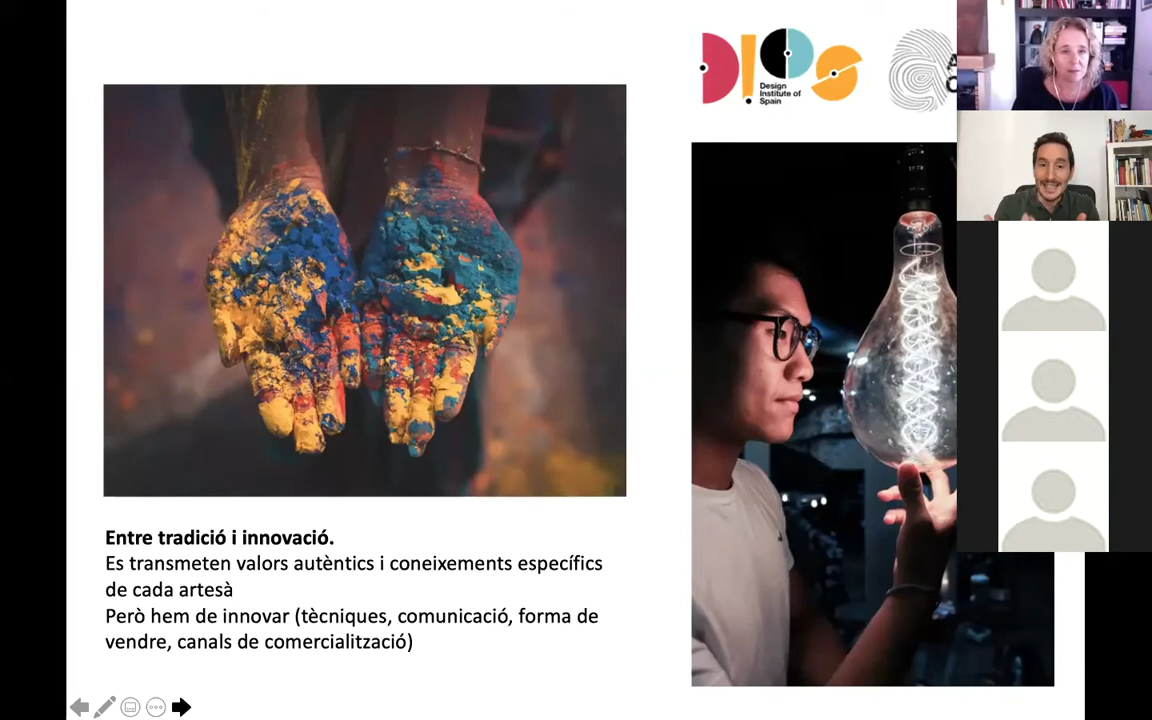 DIOS
Design
Institute of
Spain
Entre tradició i innovació.
Es transmeten valors autèntics i coneixements específics
de cada artesà
Però hem de innovar (tècniques, comunicació, forma de
vendre, canals de comercialització)